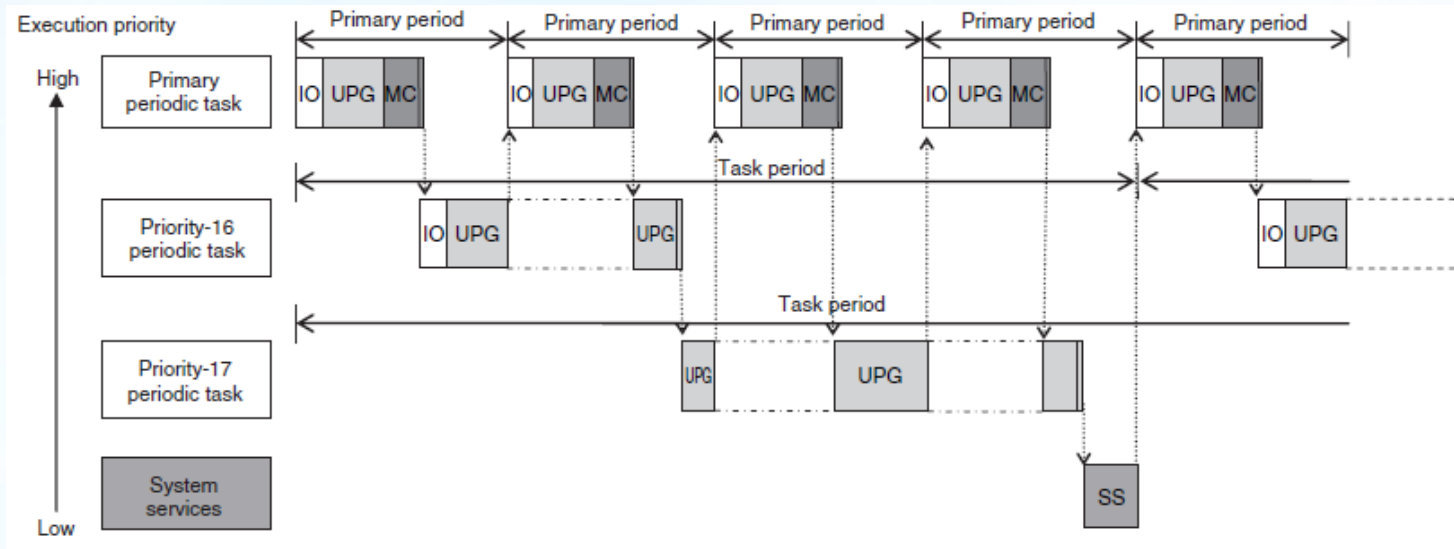 Execution priority
Primary period
Primary period
Primary period
Primary period
Primary period
High
Primary
periodic task
IO UPG MC
IO UPG MC
IO UPG MC
IO UPG MC
IO UPG MC
Task period
Priority-16
periodic task
IO UPG
UPG
IO UPG
Task period
Priority-17
periodic task
UPG
UPG
System
services
SS
Low